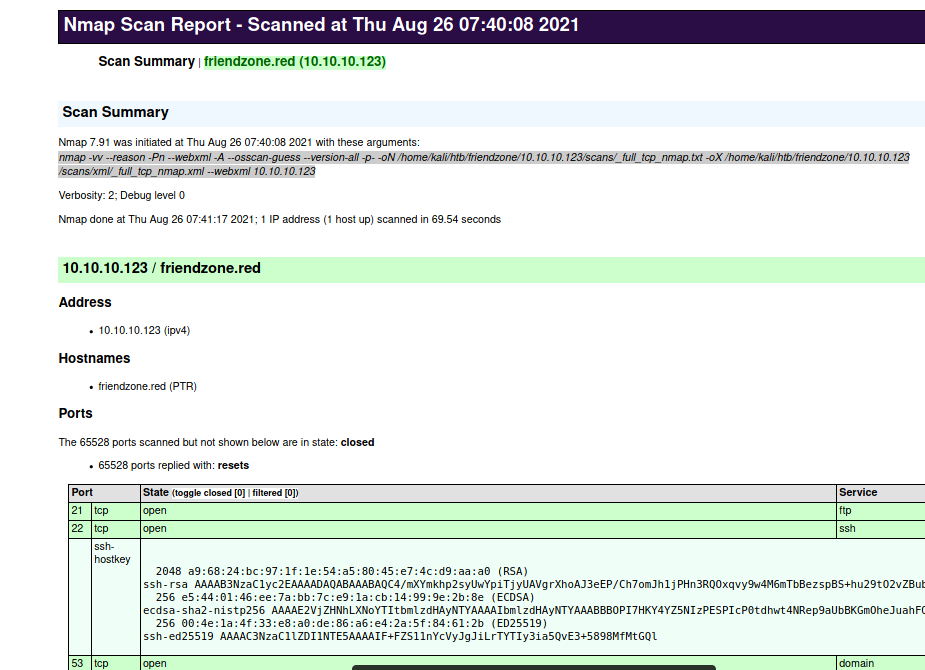 Nmap Scan Report - Scanned at Thu Aug 26 07:40:08 2021
Scan Summary | friendzone.red (10.10.10.123)
Scan Summary
Nmap 7.91 was initiated at Thu Aug 26 07:40:08 2021 with these arguments:
nmap -vv --reason -Pn --webxml -A --osscan-guess --version-all -p- -oN /home/kali/htb/friendzone/10.10.10.123/scans/_full_tcp_nmap.txt -oX /home/kali/htb/friendzone/10.10.10.123
/scans/xml/_full_tcp_nmap.xml --webxml 10.10.10.123
Verbosity: 2; Debug level 0
Nmap done at Thu Aug 26 07:41:17 2021; 1 IP address (1 host up) scanned in 69.54 seconds
10.10.10.123 / friendzone.red
Address
• 10.10.10.123 (ipv4)
Hostnames
• friendzone.red (PTR)
Ports
The 65528 ports scanned but not shown below are in state: closed
• 65528 ports replied with: resets
Port State (toggle closed [0] | filtered [0]) Service
21 tcp open ftp
22 tcp open ssh
ssh-
hostkey
2048 a9:68:24:bc:97:1f:1e:54:a5:80:45:e7:4c:d9:aa:a0 (RSA)
ssh-rsa AAAAB3NzaC1yc2EAAAADAQABAAABAQC4/mXYmkhp2syUwYpiTjyUAVgrXhoAJ3eEP/Ch7omJh1jPHn3RQOxqvy9w4M6mTbBezspBS+hu29tO2vZBub
256 e5:44:01:46:ee:7a:bb:7c:e9:1a:cb:14:99:9e:2b:8e (ECDSA)
ecdsa-sha2-nistp256 AAAAE2VjZHNhLXNoYTItbmlzdHAyNTYAAAAIbmlzdHAyNTYAAABBBOPI7HKY4YZ5NIzPESPIcP0tdhwt4NRep9aUbBKGmOheJuahFC
256 00:4e:1a:4f:33:e8:a0:de:86:a6:e4:2a:5f:84:61:2b (ED25519)
ssh-ed25519 AAAAC3NzaC1lZDI1NTE5AAAAIF+FZS11nYcVyJgJiLrTYTIy3ia5QvE3+5898MfMtGQl
53 tcp open domain